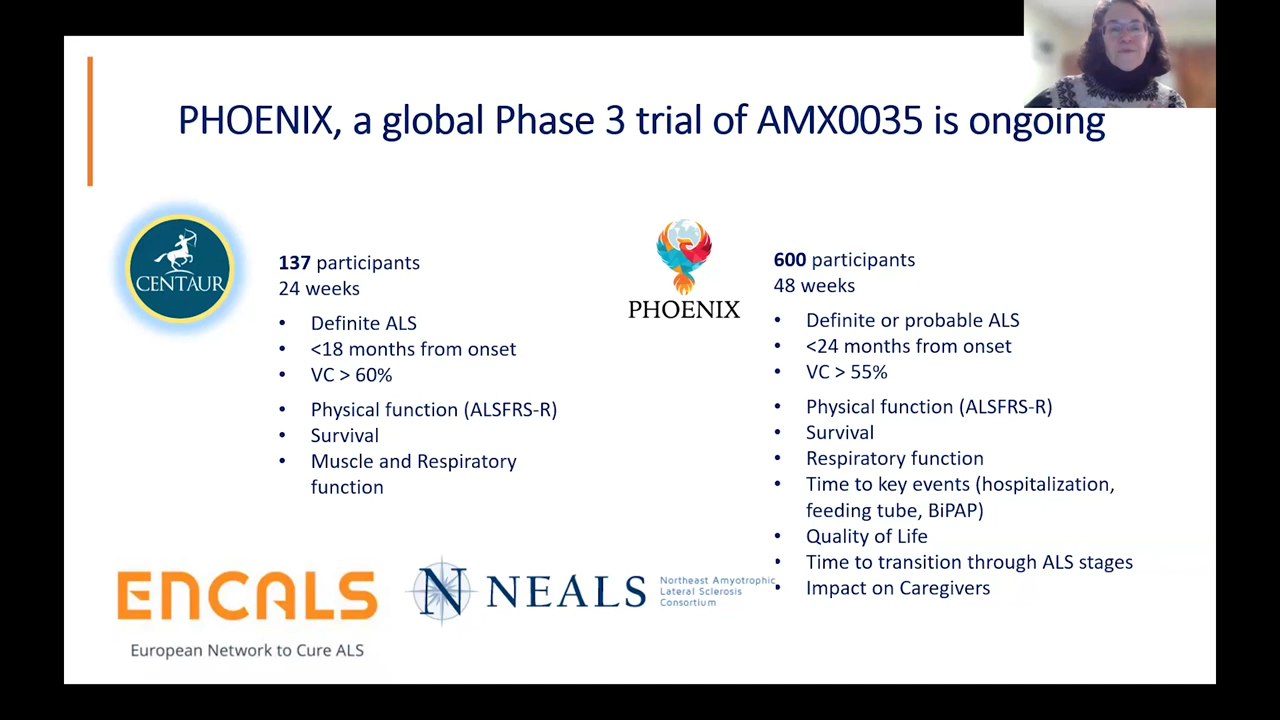 PHOENIX, a global Phase 3 trial of AMX0035 is ongoing
CENTAUR
137 participants
24 weeks
• Definite ALS
• <18 months from onset
• VC > 60%
• Physical function (ALSFRS-R)
• Survival
• Muscle and Respiratory
function
PHOENIX
600 participants
48 weeks
• Definite or probable ALS
• <24 months from onset
• VC > 55%
• Physical function (ALSFRS-R)
• Survival
• Respiratory function
• Time to key events (hospitalization,
feeding tube, BiPAP)
• Quality of Life
• Time to transition through ALS stages
• Impact on Caregivers
ENCALS
European Network to Cure ALS
N NEALS
Northeast Amyotrophic
Lateral Sclerosis
Consortium